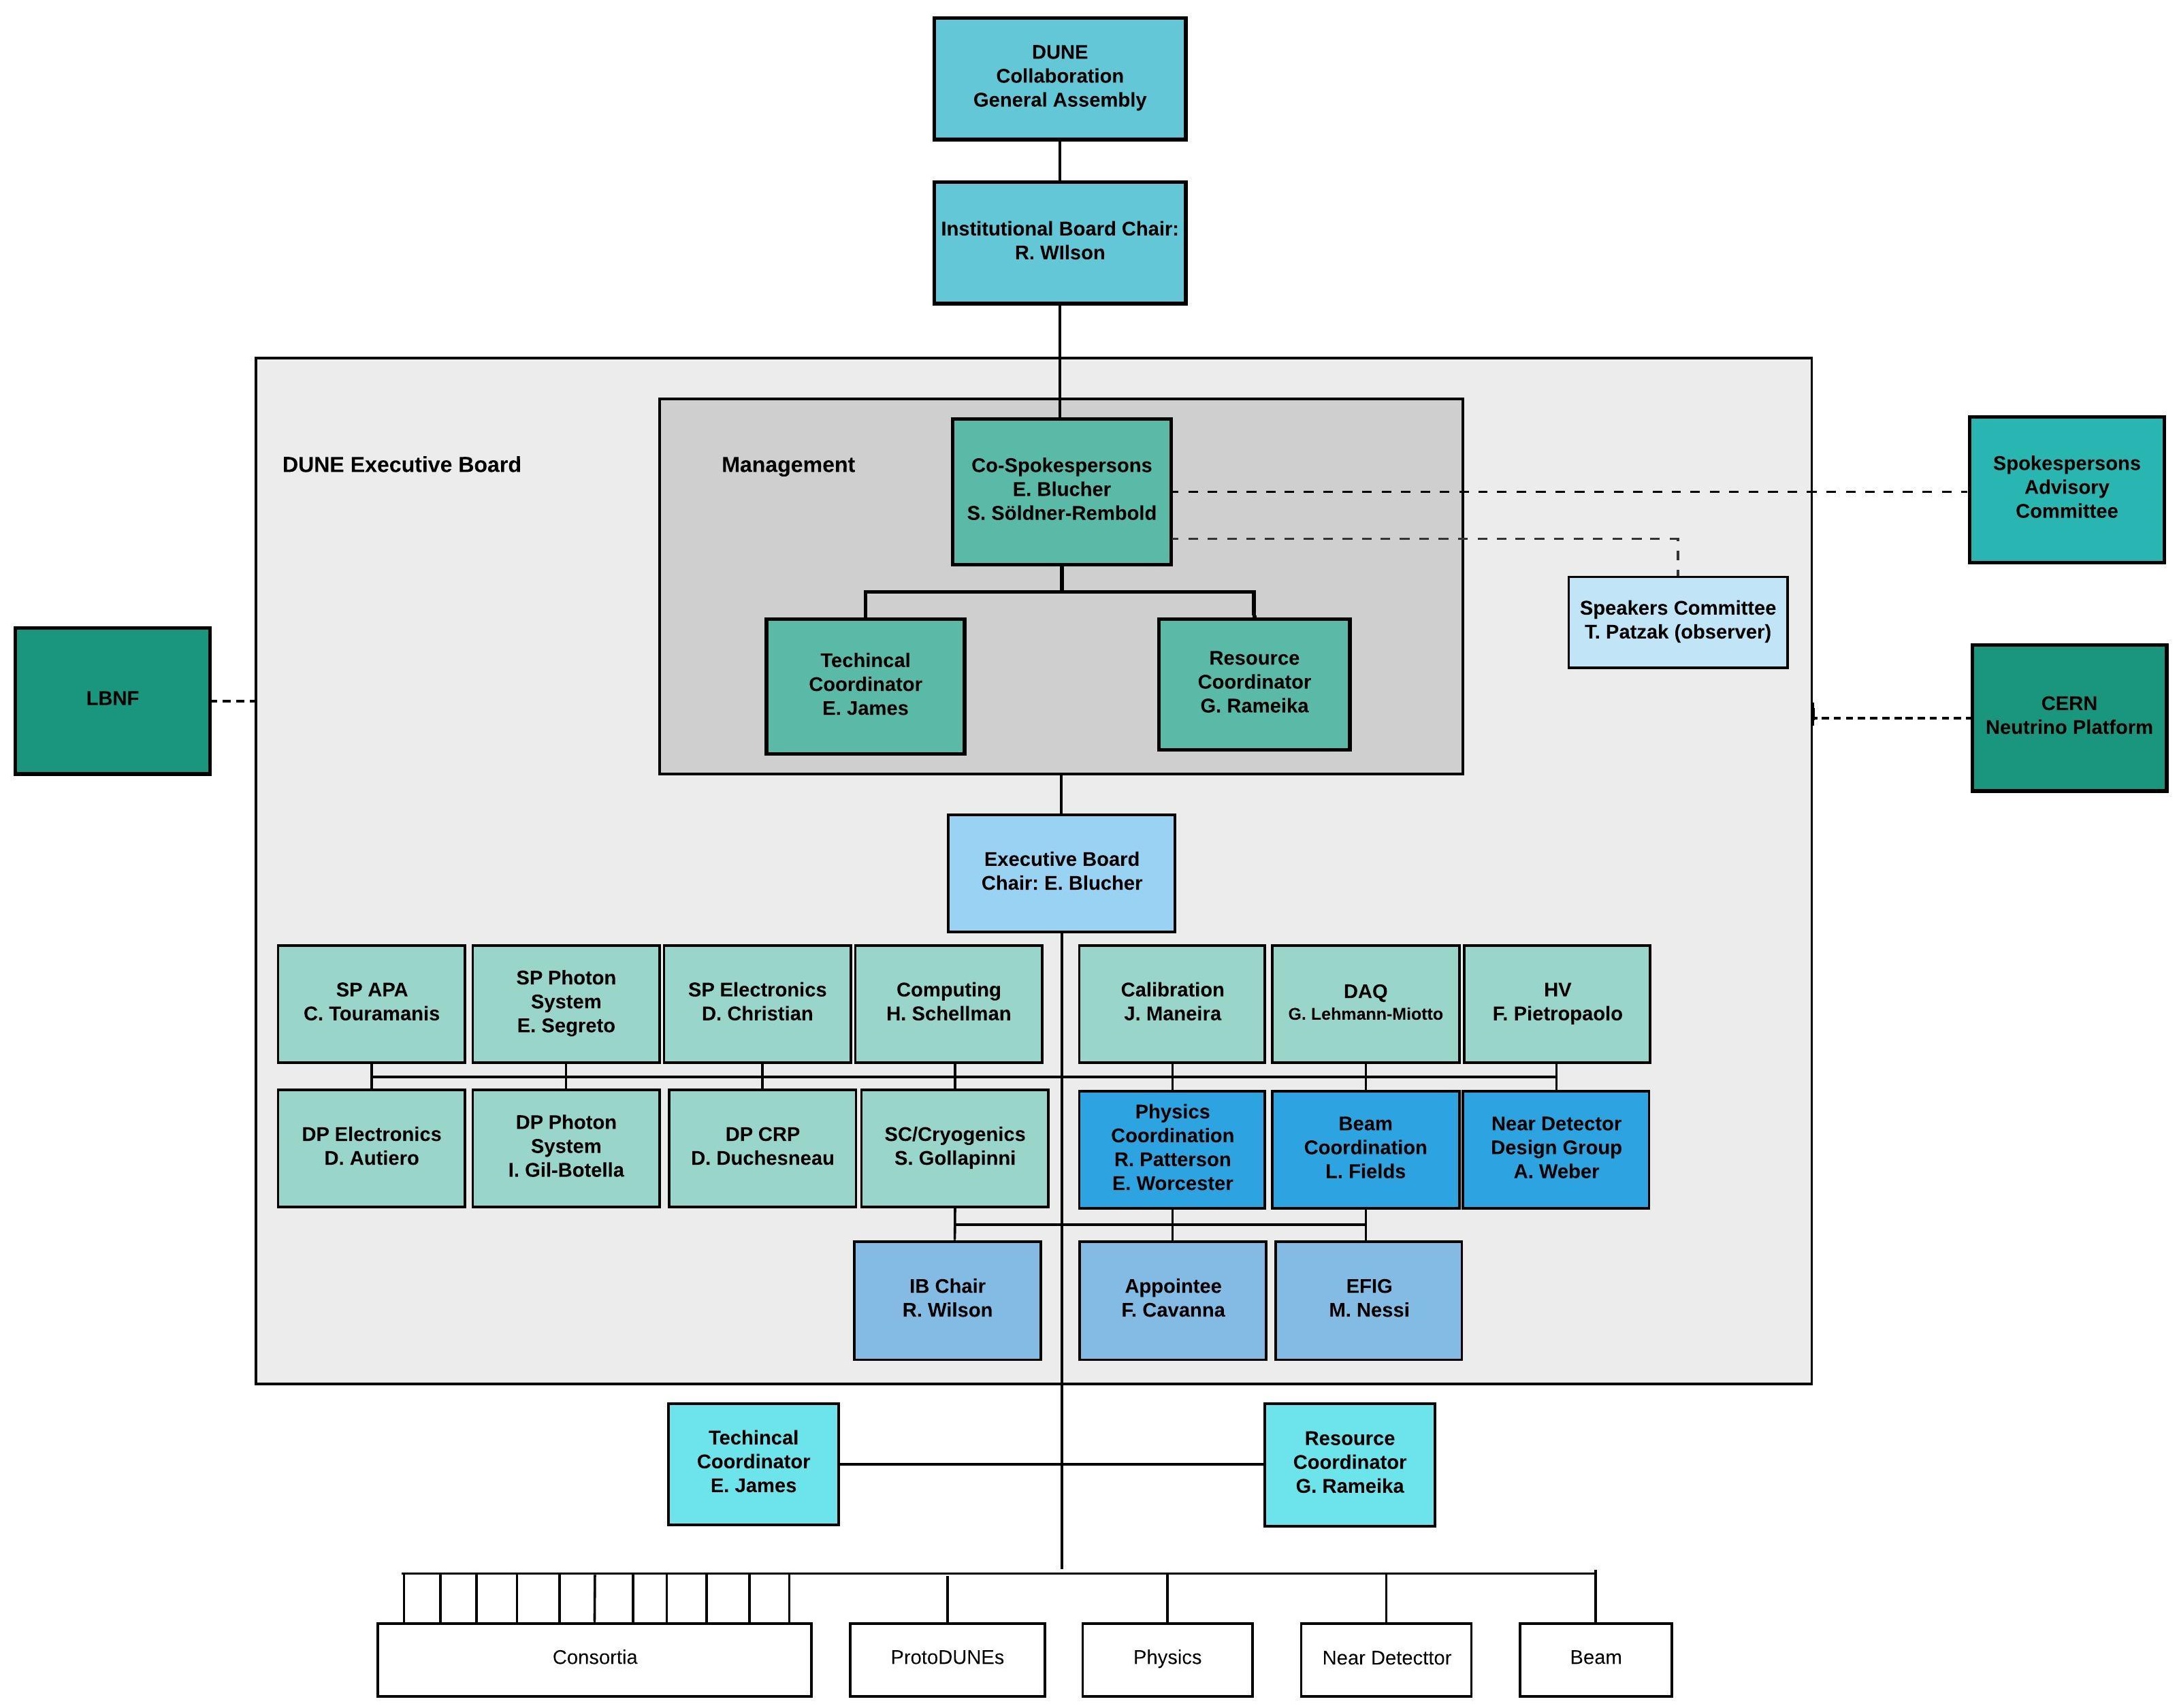 DUNE
Collaboration
General Assembly
Institutional Board Chair:
R. WIlson
DUNE Executive Board
Management
Co-Spokespersons
E. Blucher
S. Söldner-Rembold
Spokespersons
Advisory
Committee
Speakers Committee
T. Patzak (observer)
Techincal
Coordinator
E. James
Resource
Coordinator
G. Rameika
LBNF
CERN
Neutrino Platform
Executive Board
Chair: E. Blucher
SP APA
C. Touramanis
SP Photon
System
E. Segreto
SP Electronics
D. Christian
Computing
H. Schellman
Calibration
J. Maneira
DAQ
G. Lehmann-Miotto
HV
F. Pietropaolo
DP Electronics
D. Autiero
DP Photon
System
I. Gil-Botella
DP CRP
D. Duchesneau
SC/Cryogenics
S. Gollapinni
Physics
Coordination
R. Patterson
E. Worcester
Beam
Coordination
L. Fields
Near Detector
Design Group
A. Weber
IB Chair
R. Wilson
Appointee
F. Cavanna
EFIG
M. Nessi
Techincal
Coordinator
E. James
Resource
Coordinator
G. Rameika
Consortia
ProtoDUNEs
Physics
Near Detecttor
Beam